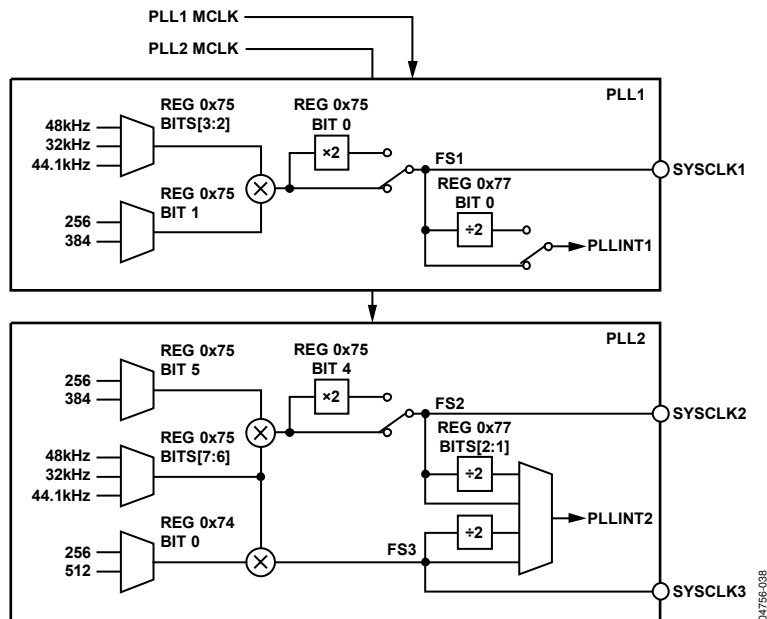 PLL1 MCLK
PLL2 MCLK
PLL1
REG 0x75
BITS[3:2]
48kHz
32kHz
44.1kHz
REG 0x75
BIT 0
×2
REG 0x75
BIT 1
256
384
×
FS1
REG 0x77
BIT 0
÷2
PLLINT1
SYSCLK1
PLL2
REG 0x75
BIT 5
256
384
REG 0x75
BIT 4
×2
×
REG 0x75
BITS[7:6]
48kHz
32kHz
44.1kHz
FS2
REG 0x77
BITS[2:1]
÷2
÷2
PLLINT2
SYSCLK2
REG 0x74
BIT 0
256
512
×
FS3
SYSCLK3
04756-038